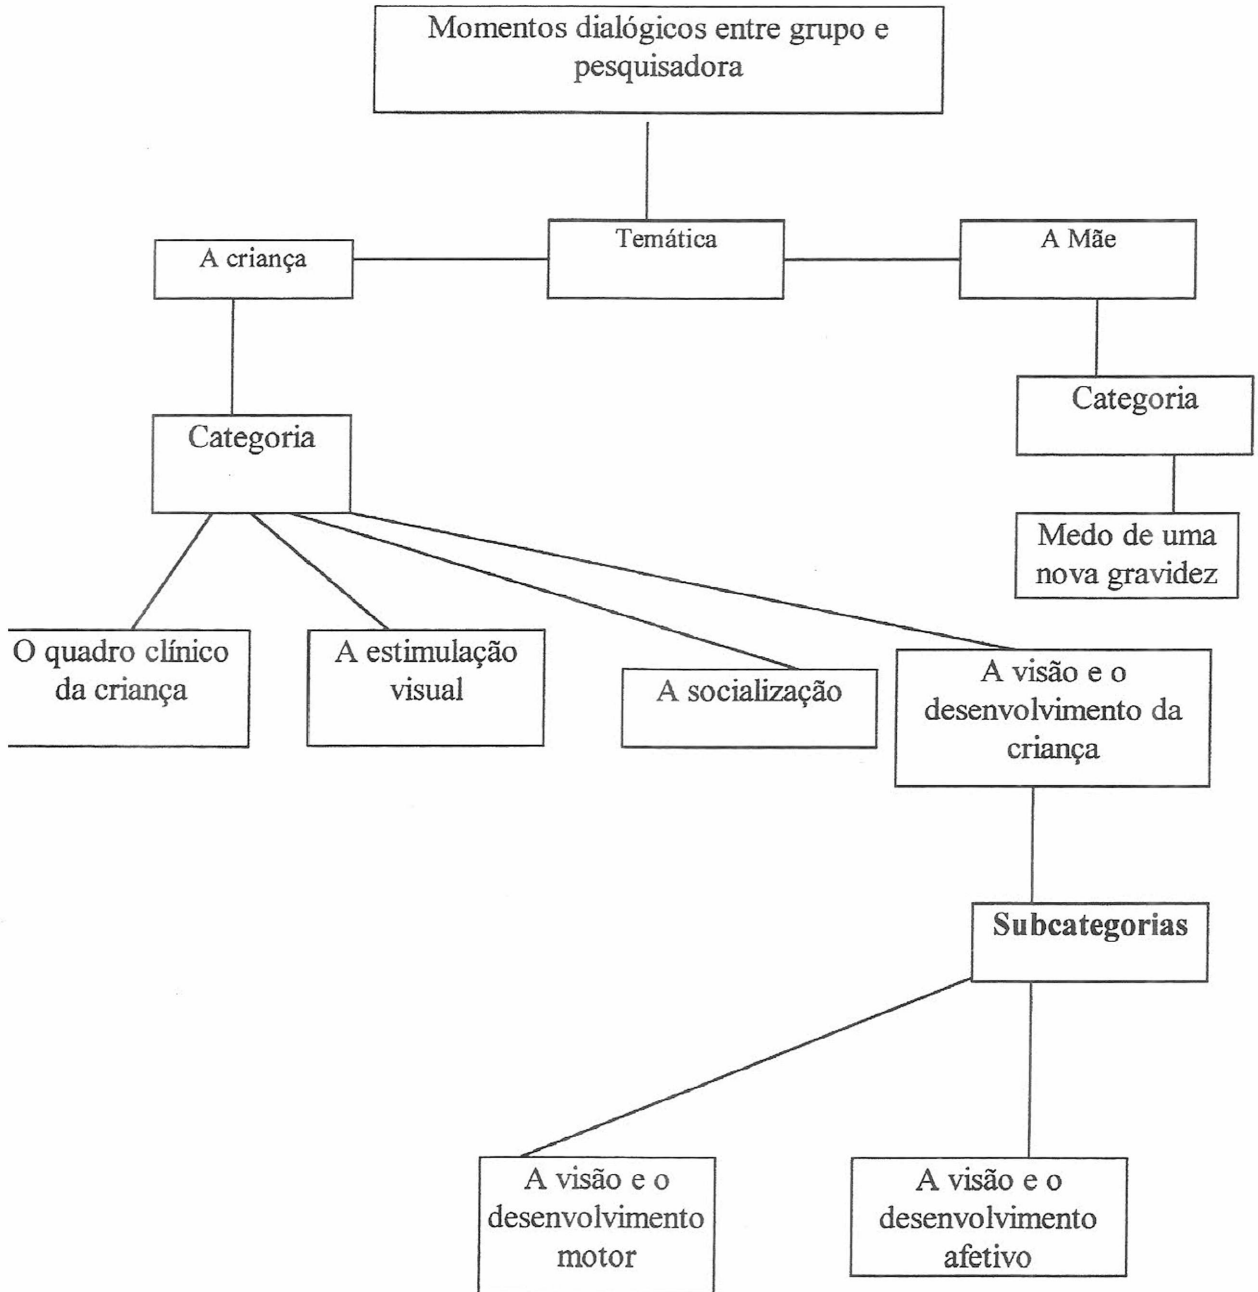 Momentos dialógicos entre grupo e
pesquisadora
A criança
Temática
A Mãe
Categoria
Categoria
Medo de uma
nova gravidez
O quadro clínico
da criança
A estimulação
visual
A socialização
A visão e o
desenvolvimento da
criança
Subcategorias
A visão e o
desenvolvimento
motor
A visão e o
desenvolvimento
afetivo